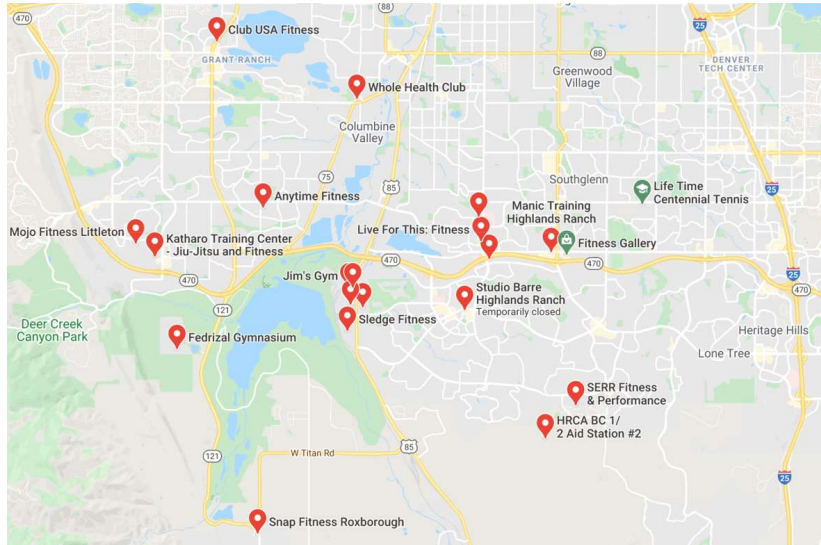 470
88
Club USA Fitness
25
GRANT RANCH
88
DENVER
TECH CENTER
Greenwood
Village
Whole Health Club
Columbine
Valley
75
85
Southglenn
Anytime Fitness
Life Time
Centennial Tennis
25
Manic Training
Highlands Ranch
Mojo Fitness Littleton
Live For This: Fitness
Katharo Training Center
- Jiu-Jitsu and Fitness
Fitness Gallery
470
470
Jim's Gym
470
470
121
Studio Barre
Highlands Ranch
Temporarily closed
Sledge Fitness
Deer Creek
Canyon Park
Fedrizal Gymnasium
Heritage Hills
Lone Tree
SERR Fitness
& Performance
HRCA BC 1/
2 Aid Station #2
85
W Titan Rd
121
25
Snap Fitness Roxborough